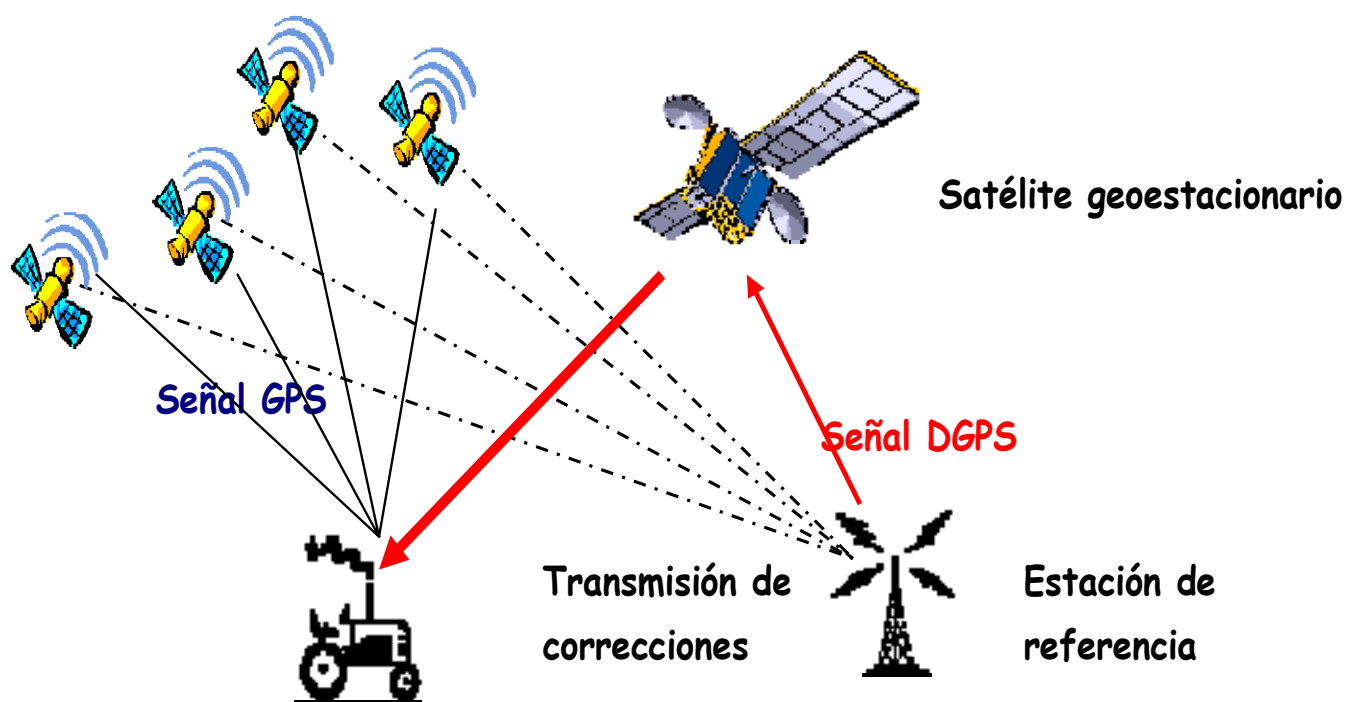 Satélite geoestacionario
Señal GPS
Señal DGPS
Transmisión de
correcciones
Estación de
referencia